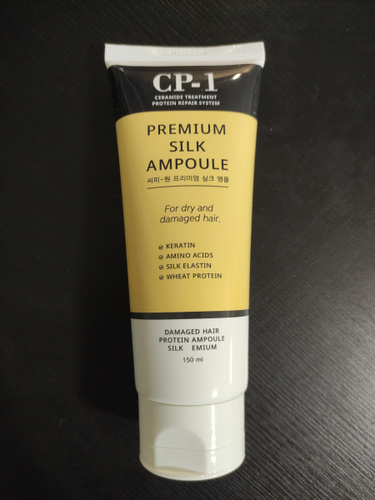 CP-1
CERAMIDE TREATMENT
PROTEIN REPAIR SYSTEM
PREMIUM
SILK
AMPOULE
씨피-원 프리미엄 실크 앰플
For dry and
damaged hair.
KERATIN
AMINO ACIDS
SILK ELASTIN
WHEAT PROTEIN
DAMAGED HAIR
PROTEIN AMPOULE
SILK EMIUM
150 ml